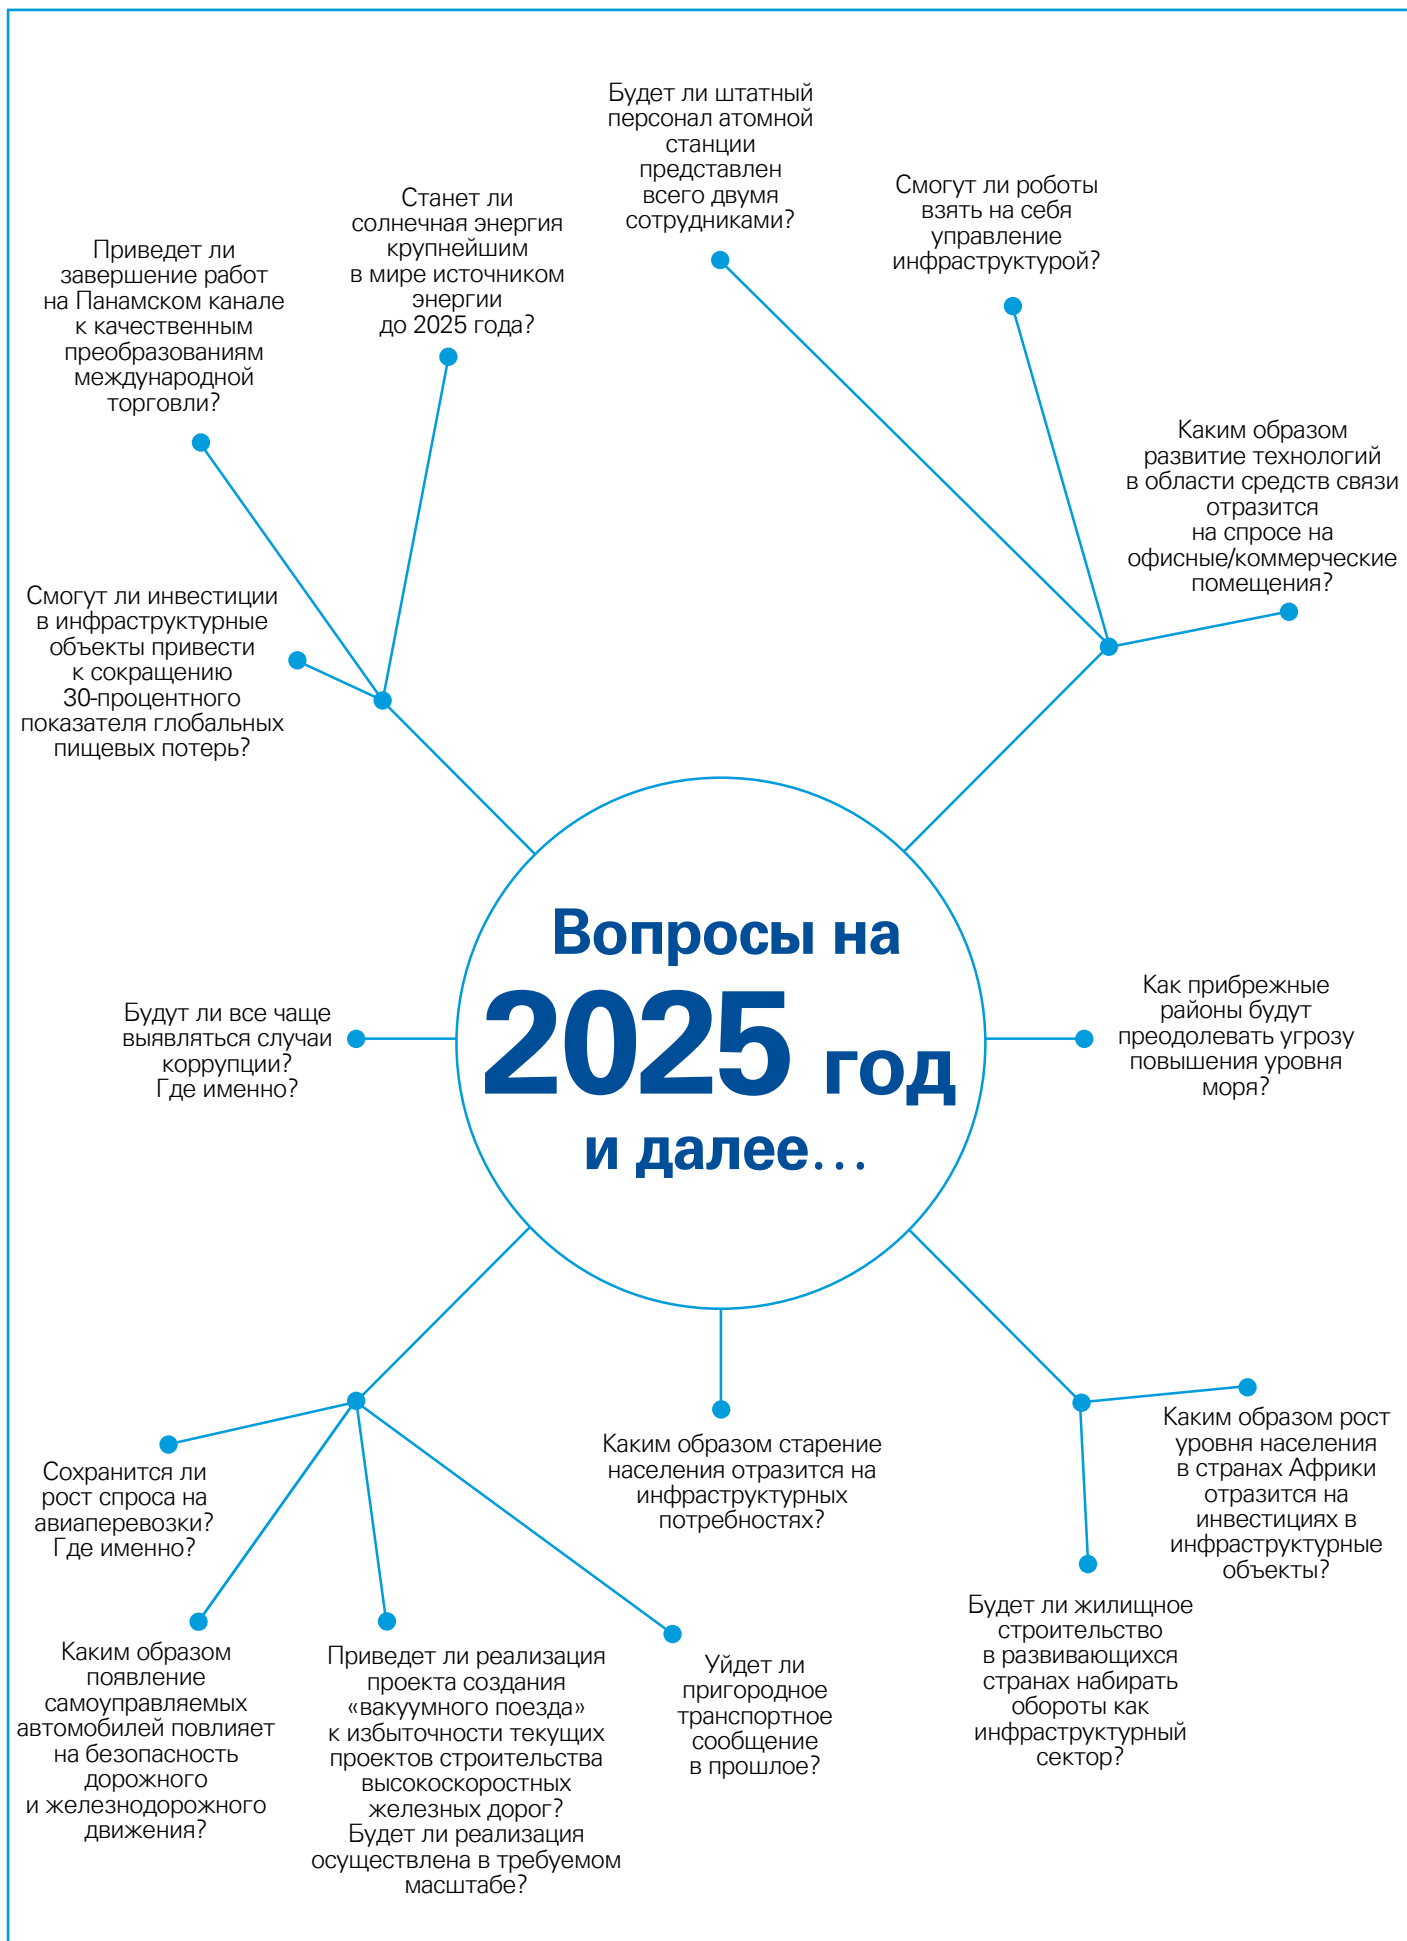 Будет ли штатный
персонал атомной
станции
представлен
всего двумя
сотрудниками?
Смогут ли роботы
взять на себя
управление
инфраструктурой?
Станет ли
солнечная энергия
крупнейшим
в мире источником
энергии
до 2025 года?
Приведет ли
завершение работ
на Панамском канале
к качественным
преобразованиям
международной
торговли?
Каким образом
развитие технологий
в области средств связи
отразится
на спросе на
офисные/коммерческие
помещения?
Смогут ли инвестиции
в инфраструктурные
объекты привести
к сокращению
30-процентного
показателя глобальных
пищевых потерь?
Вопросы на
2025 год
и далее...
Будут ли все чаще
выявляться случаи
коррупции?
Где именно?
Как прибрежные
районы будут
преодолевать угрозу
повышения уровня
моря?
Сохранится ли
рост спроса на
авиаперевозки?
Где именно?
Каким образом старение
населения отразится на
инфраструктурных
потребностях?
Каким образом рост
уровня населения
в странах Африки
отразится на
инвестициях в
инфраструктурные
объекты?
Каким образом
появление
самоуправляемых
автомобилей повлияет
на безопасность
дорожного
и железнодорожного
движения?
Приведет ли реализация
проекта создания
«вакуумного поезда»
к избыточности текущих
проектов строительства
высокоскоростных
железных дорог?
Будет ли реализация
осуществлена в требуемом
масштабе?
Уйдет ли
пригородное
транспортное
сообщение
в прошлое?
Будет ли жилищное
строительство
в развивающихся
странах набирать
обороты как
инфраструктурный
сектор?